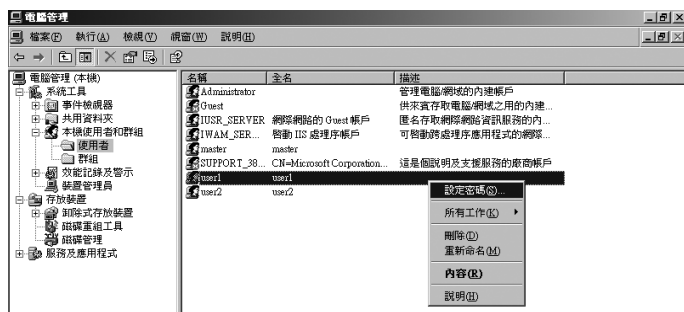 電腦管理
檔案(F) 執行(A) 檢視(V) 視窗(W) 說明(H)
電腦管理 (本機)
系統工具
事件檢視器
共用資料夾
本機使用者和群組
使用者
群組
效能記錄及警示
裝置管理員
存放裝置
卸除式存放裝置
磁碟重組工具
磁碟管理
服務及應用程式
名稱 全名 描述
Administrator 管理電腦/網域的內建帳戶
Guest 供來賓存取電腦/網域之用的內建...
IUSR_SERVER 網際網路的 Guest 帳戶 匿名存取網際網路資訊服務的內...
IWAM_SER... 啟動 IIS 處理序帳戶 可啟動跨處理序應用程式的網際...
master master
SUPPORT_38... CN=Microsoft Corporation... 這是個說明及支援服務的廠商帳戶
user1 user1
user2 user2
設定密碼(S)...
所有工作(K)
刪除(D)
重新命名(M)
內容(R)
說明(H)